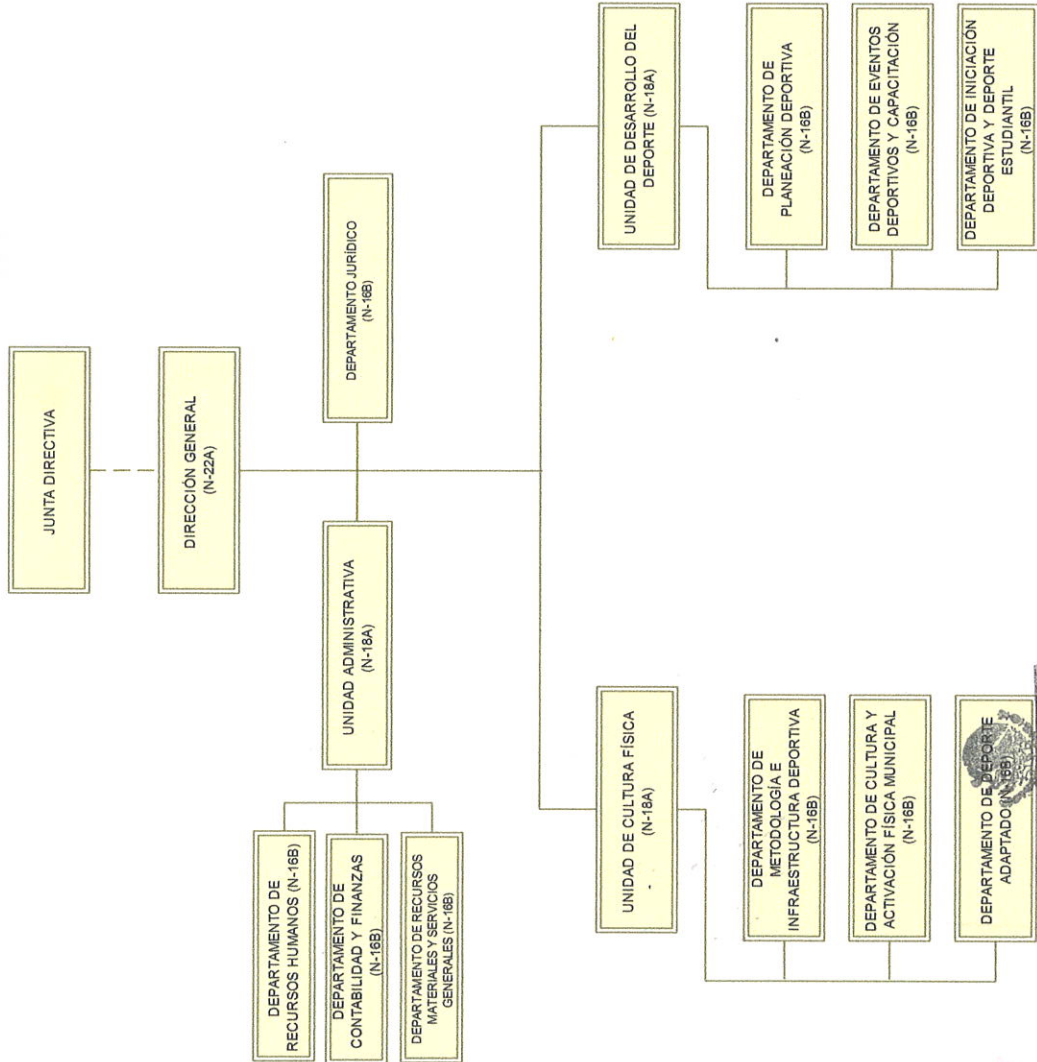 JUNTA DIRECTIVA
DIRECCIÓN GENERAL
(N-22A)
DEPARTAMENTO JURÍDICO
(N-16B)
UNIDAD ADMINISTRATIVA
(N-18A)
DEPARTAMENTO DE
RECURSOS HUMANOS (N-16B)
DEPARTAMENTO DE
CONTABILIDAD Y FINANZAS
(N-16B)
DEPARTAMENTO DE RECURSOS
MATERIALES Y SERVICIOS
GENERALES (N-16B)
UNIDAD DE CULTURA FÍSICA
(N-18A)
DEPARTAMENTO DE
METODOLOGÍA E
INFRAESTRUCTURA DEPORTIVA
(N-16B)
DEPARTAMENTO DE CULTURA Y
ACTIVACIÓN FÍSICA MUNICIPAL
(N-16B)
DEPARTAMENTO DE DEPORTE
ADAPTADO (N-16B)
UNIDAD DE DESARROLLO DEL
DEPORTE (N-18A)
DEPARTAMENTO DE
PLANEACIÓN DEPORTIVA
(N-16B)
DEPARTAMENTO DE EVENTOS
DEPORTIVOS Y CAPACITACIÓN
(N-16B)
DEPARTAMENTO DE INICIACIÓN
DEPORTIVA Y DEPORTE
ESTUDIANTIL
(N-16B)